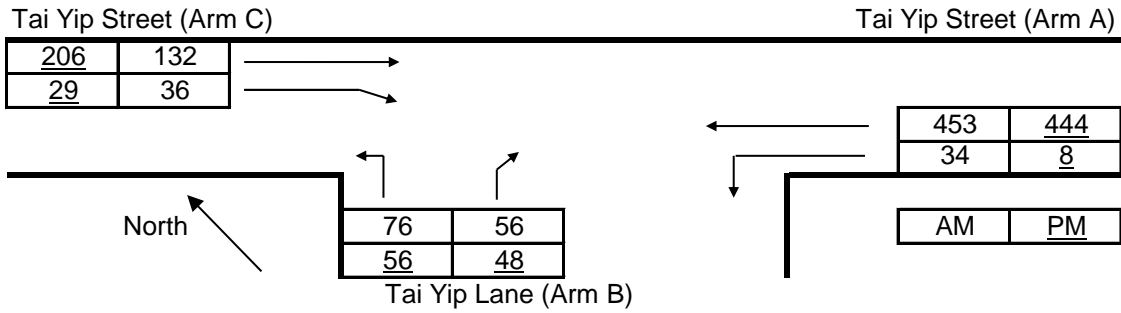 Tai Yip Street (Arm C) Tai Yip Street (Arm A)
206 132
29 36
453 444
34 8
North
76 56
AM PM
56 48
Tai Yip Lane (Arm B)